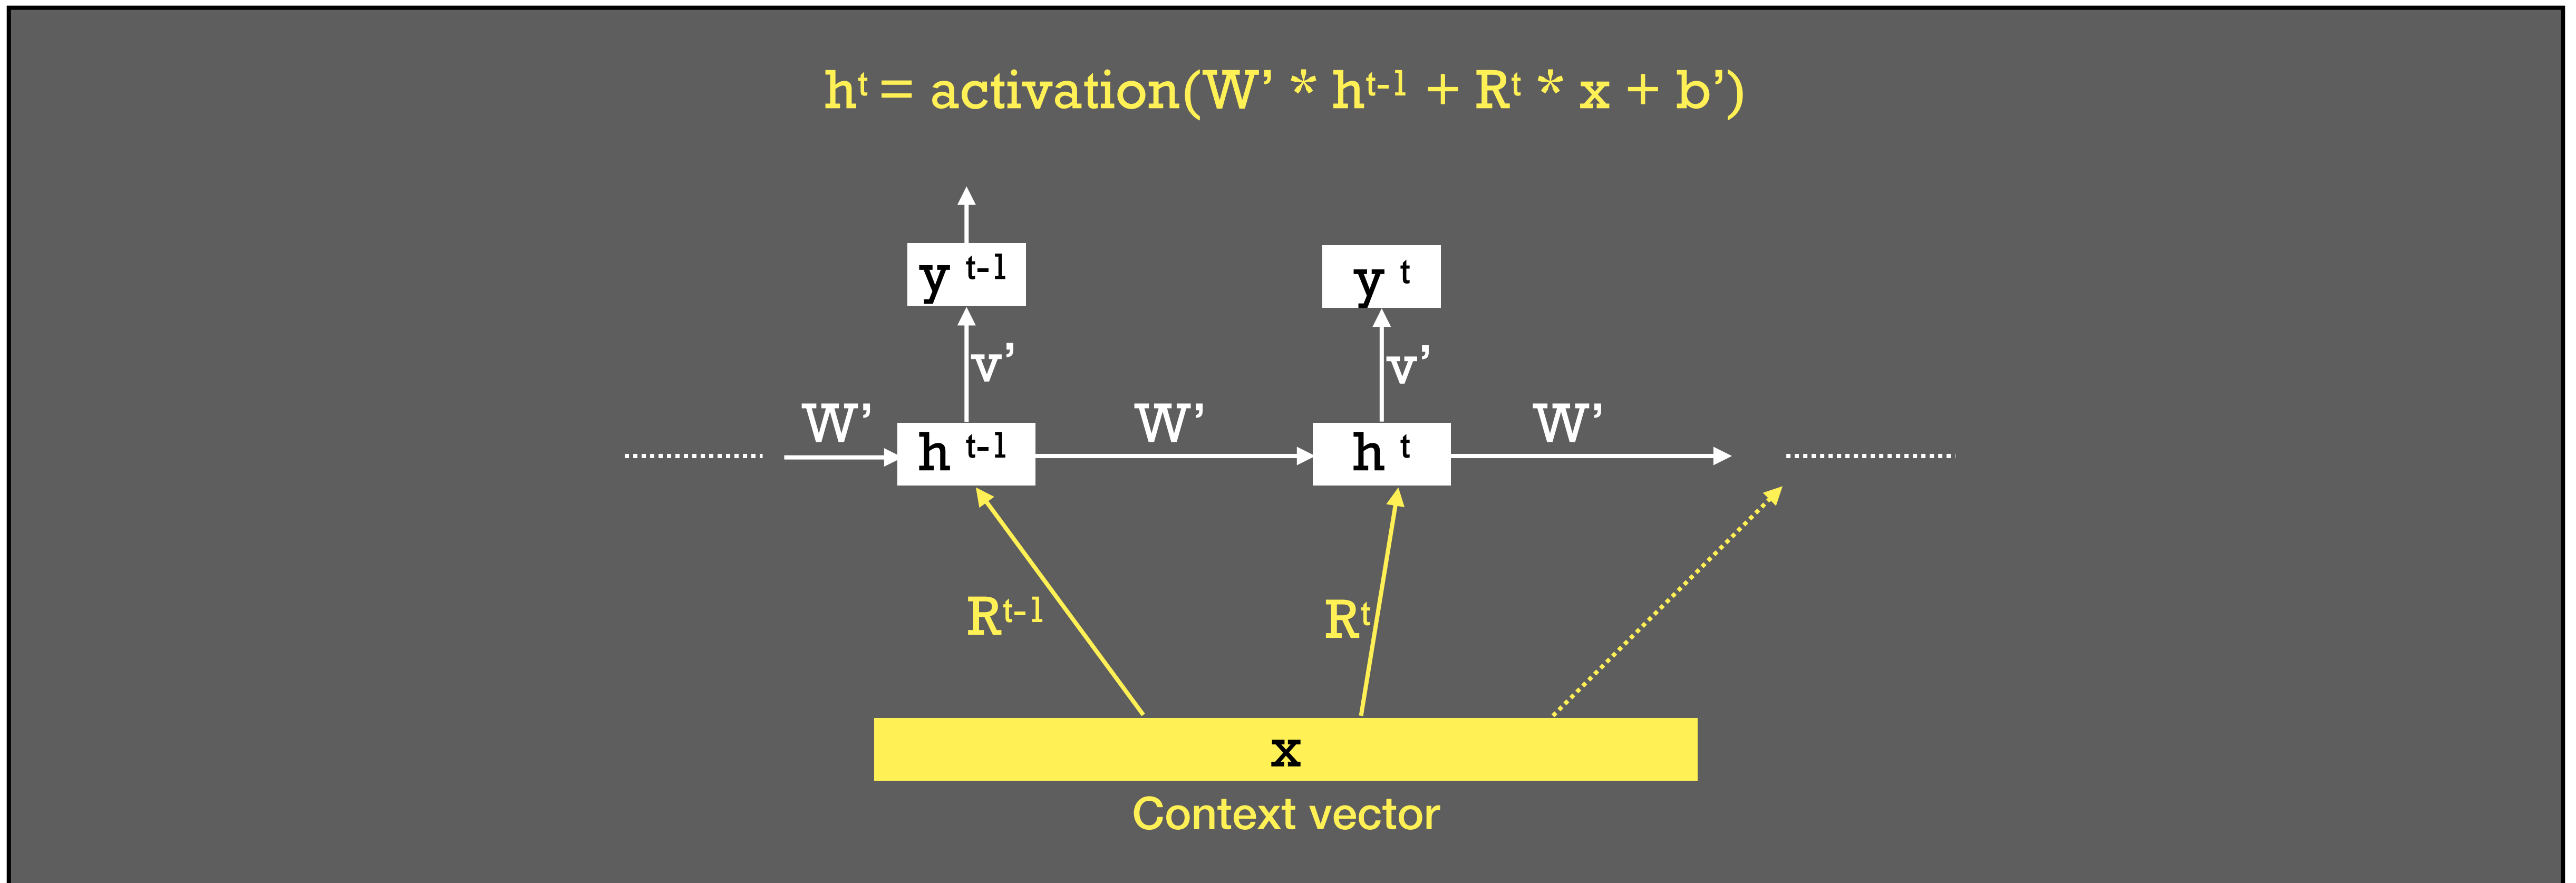 hᵗ = activation(W’ * hᵗ⁻¹ + Rᵗ * x + b’)
y ᵗ⁻¹ y ᵗ
v’ v’
W’ W’ W’
h ᵗ⁻¹ h ᵗ
Rᵗ⁻¹ Rᵗ
x
Context vector